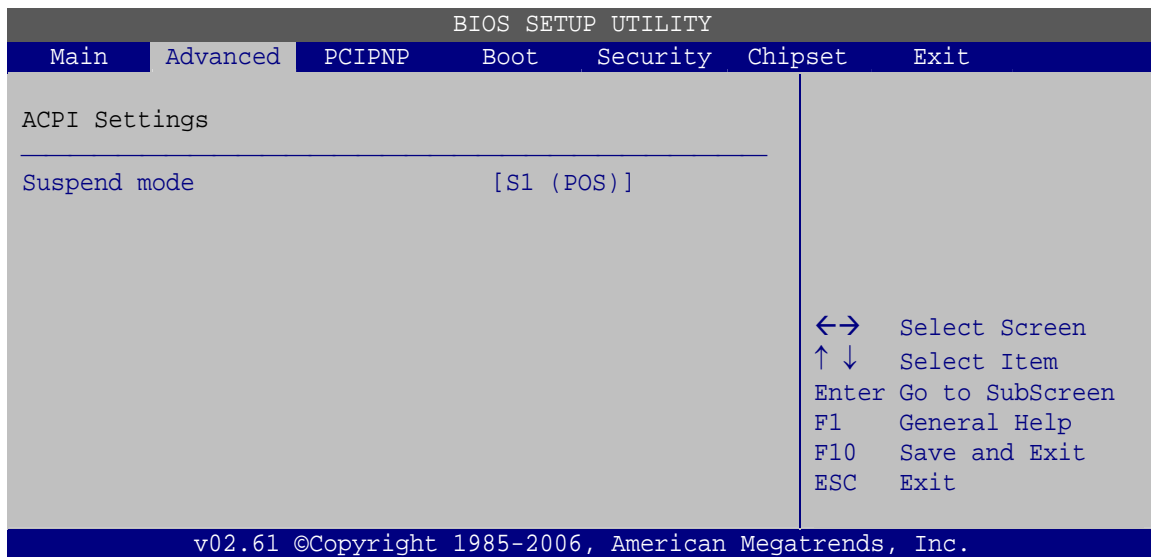 BIOS SETUP UTILITY
Main Advanced PCIPNP Boot Security Chipset Exit
ACPI Settings
Suspend mode [S1 (POS)]
←→ Select Screen
↑ ↓ Select Item
Enter Go to SubScreen
F1 General Help
F10 Save and Exit
ESC Exit
v02.61 ©Copyright 1985-2006, American Megatrends, Inc.